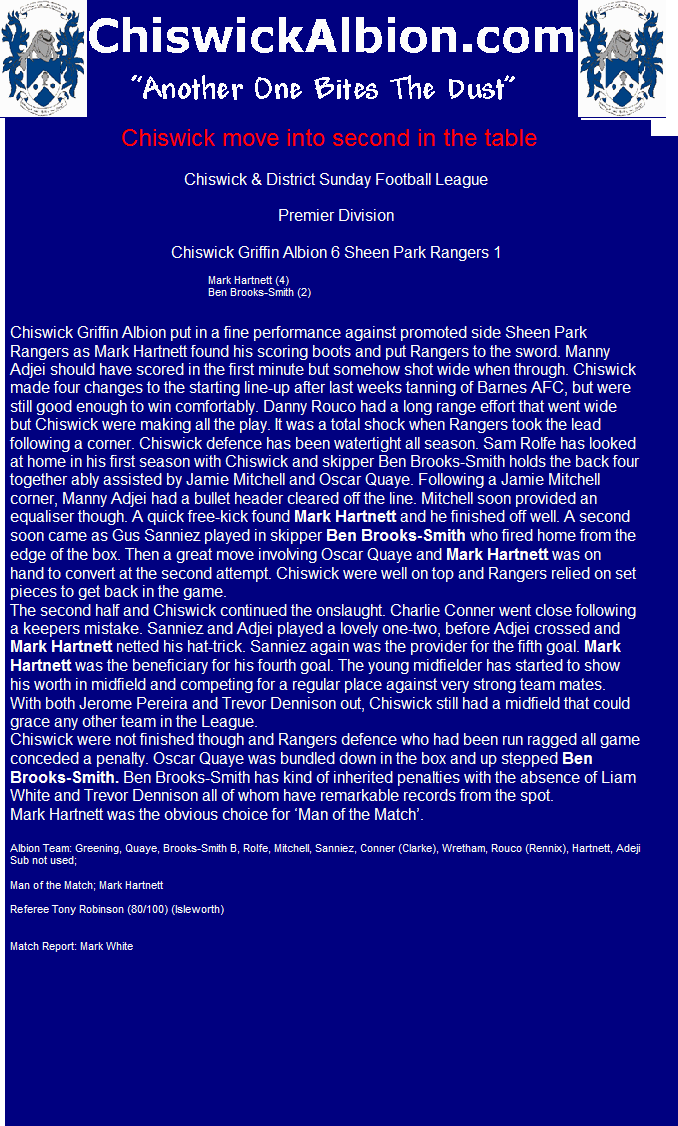 ChiswickAlbion.com
"Another One Bites The Dust"
Chiswick move into second in the table
Chiswick & District Sunday Football League
Premier Division
Chiswick Griffin Albion 6 Sheen Park Rangers 1
Mark Hartnett (4)
Ben Brooks-Smith (2)
Chiswick Griffin Albion put in a fine performance against promoted side Sheen Park
Rangers as Mark Hartnett found his scoring boots and put Rangers to the sword. Manny
Adjei should have scored in the first minute but somehow shot wide when through. Chiswick
made four changes to the starting line-up after last weeks tanning of Barnes AFC, but were
still good enough to win comfortably. Danny Rouco had a long range effort that went wide
but Chiswick were making all the play. It was a total shock when Rangers took the lead
following a corner. Chiswick defence has been watertight all season. Sam Rolfe has looked
at home in his first season with Chiswick and skipper Ben Brooks-Smith holds the back four
together ably assisted by Jamie Mitchell and Oscar Quaye. Following a Jamie Mitchell
corner, Manny Adjei had a bullet header cleared off the line. Mitchell soon provided an
equaliser though. A quick free-kick found Mark Hartnett and he finished off well. A second
soon came as Gus Sanniez played in skipper Ben Brooks-Smith who fired home from the
edge of the box. Then a great move involving Oscar Quaye and Mark Hartnett was on
hand to convert at the second attempt. Chiswick were well on top and Rangers relied on set
pieces to get back in the game.
The second half and Chiswick continued the onslaught. Charlie Conner went close following
a keepers mistake. Sanniez and Adjei played a lovely one-two, before Adjei crossed and
Mark Hartnett netted his hat-trick. Sanniez again was the provider for the fifth goal. Mark
Hartnett was the beneficiary for his fourth goal. The young midfielder has started to show
his worth in midfield and competing for a regular place against very strong team mates.
With both Jerome Pereira and Trevor Dennison out, Chiswick still had a midfield that could
grace any other team in the League.
Chiswick were not finished though and Rangers defence who had been run ragged all game
conceded a penalty. Oscar Quaye was bundled down in the box and up stepped Ben
Brooks-Smith. Ben Brooks-Smith has kind of inherited penalties with the absence of Liam
White and Trevor Dennison all of whom have remarkable records from the spot.
Mark Hartnett was the obvious choice for ‘Man of the Match’.
Albion Team: Greening, Quaye, Brooks-Smith B, Rolfe, Mitchell, Sanniez, Conner (Clarke), Wretham, Rouco (Rennix), Hartnett, Adeji
Sub not used;
Man of the Match; Mark Hartnett
Referee Tony Robinson (80/100) (Isleworth)
Match Report: Mark White